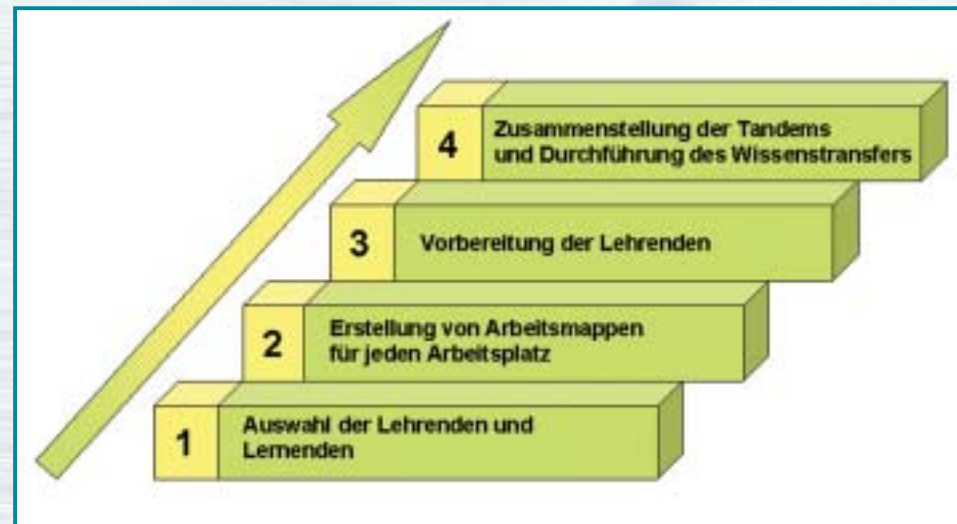 4
Zusammenstellung der Tandems
und Durchführung des Wissenstransfers
3
Vorbereitung der Lehrenden
2
Erstellung von Arbeitsmappen
für jeden Arbeitsplatz
1
Auswahl der Lehrenden und
Lernenden